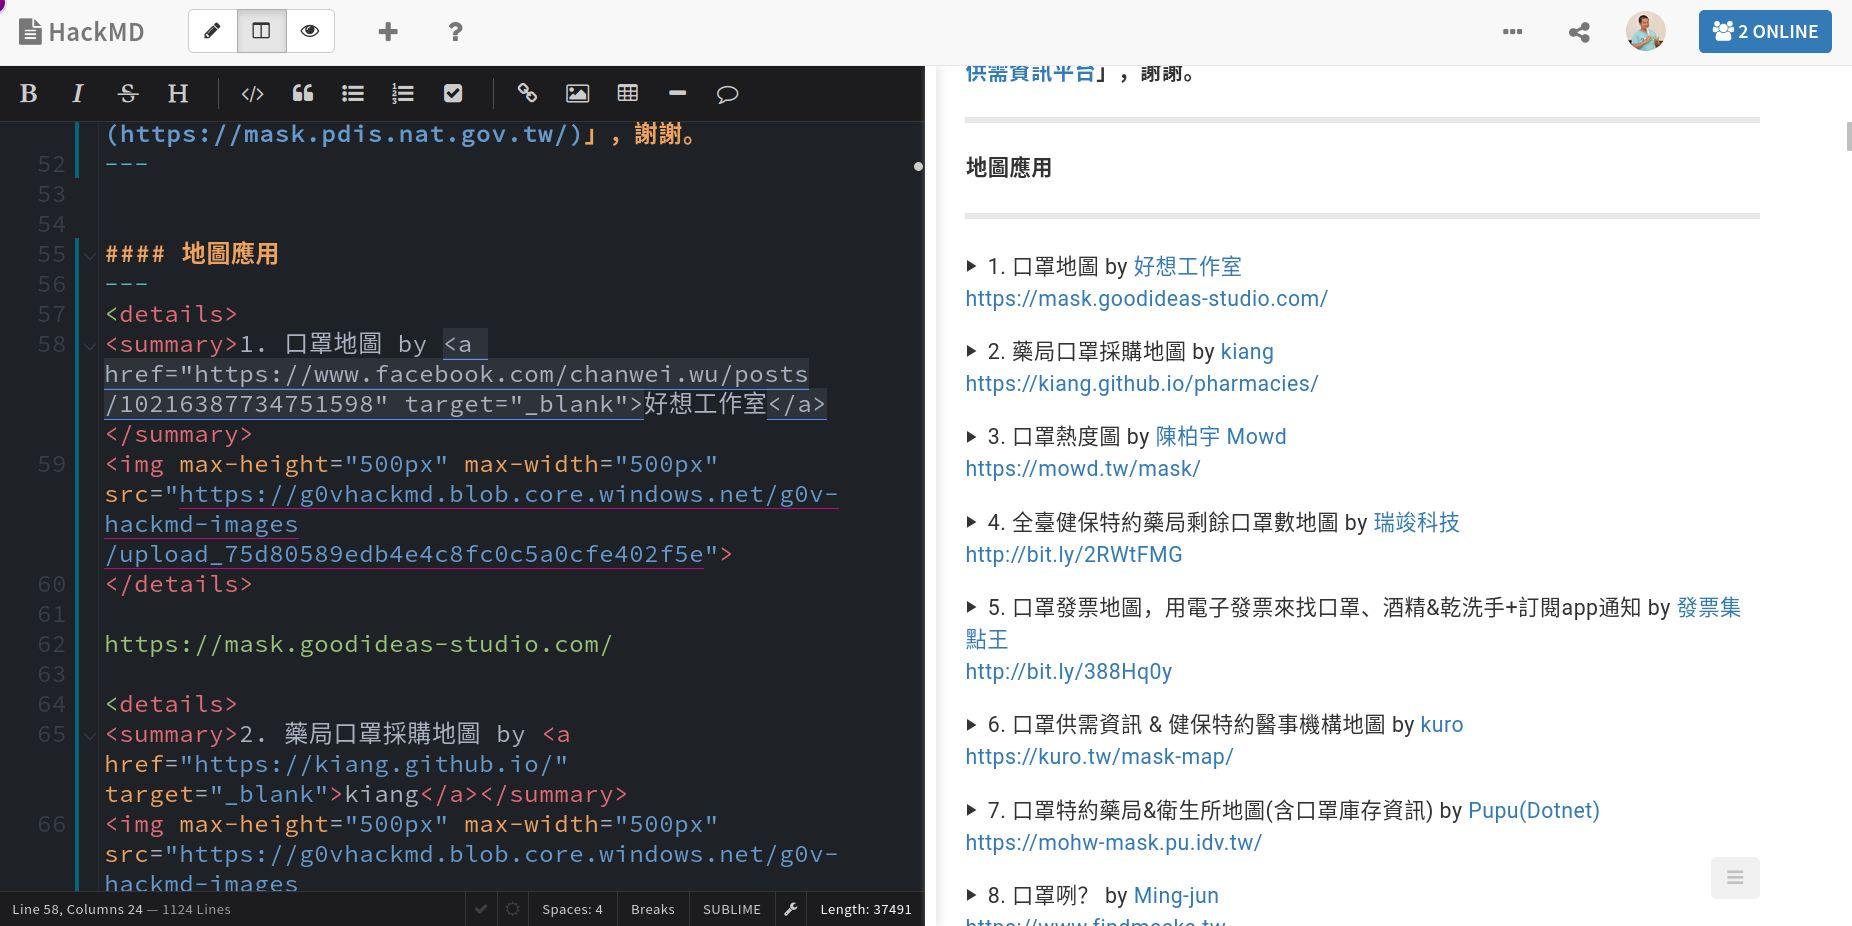 HackMD
2 ONLINE
B I S H
(https://mask.pdis.nat.gov.tw/)」,謝謝。
52 ---
53
54
55 #### 地圖應用
56 ---
57 <details>
58 <summary>1. 口罩地圖 by <a
href="https://www.facebook.com/chanwei.wu/posts
/10216387734751598" target="_blank">好想工作室</a>
</summary>
59 <img max-height="500px" max-width="500px"
src="https://g0vhackmd.blob.core.windows.net/g0v-
hackmd-images
/upload_75d80589edb4e4c8fc0c5a0cfe402f5e">
60 </details>
61
62 https://mask.goodideas-studio.com/
63
64 <details>
65 <summary>2. 藥局口罩採購地圖 by <a
href="https://kiang.github.io/"
target="_blank">kiang</a></summary>
66 <img max-height="500px" max-width="500px"
src="https://g0vhackmd.blob.core.windows.net/g0v-
hackmd-images
Line 58, Columns 24 — 1124 Lines
Spaces: 4
Breaks
SUBLIME
Length: 37491
供需資訊平台」,謝謝。
地圖應用
1. 口罩地圖 by 好想工作室
https://mask.goodideas-studio.com/
2. 藥局口罩採購地圖 by kiang
https://kiang.github.io/pharmacies/
3. 口罩熱度圖 by 陳柏宇 Mowd
https://mowd.tw/mask/
4. 全臺健保特約藥局剩餘口罩數地圖 by 瑞竣科技
http://bit.ly/2RWtFMG
5. 口罩發票地圖，用電子發票來找口罩、酒精&乾洗手+訂閱app通知 by 發票集
點王
http://bit.ly/388Hq0y
6. 口罩供需資訊 & 健保特約醫事機構地圖 by kuro
https://kuro.tw/mask-map/
7. 口罩特約藥局&衛生所地圖(含口罩庫存資訊) by Pupu(Dotnet)
https://mohw-mask.pu.idv.tw/
8. 口罩咧？ by Ming-jun
https://www.findmasks.tw